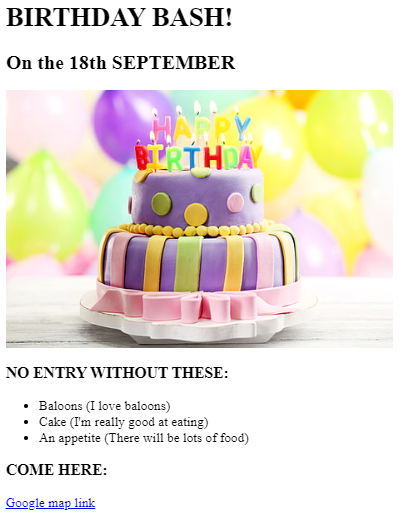 BIRTHDAY BASH!
On the 18th SEPTEMBER
HAPPY
BIRTHDAY
NO ENTRY WITHOUT THESE:
Baloons (I love baloons)
Cake (I'm really good at eating)
An appetite (There will be lots of food)
COME HERE:
Google map link